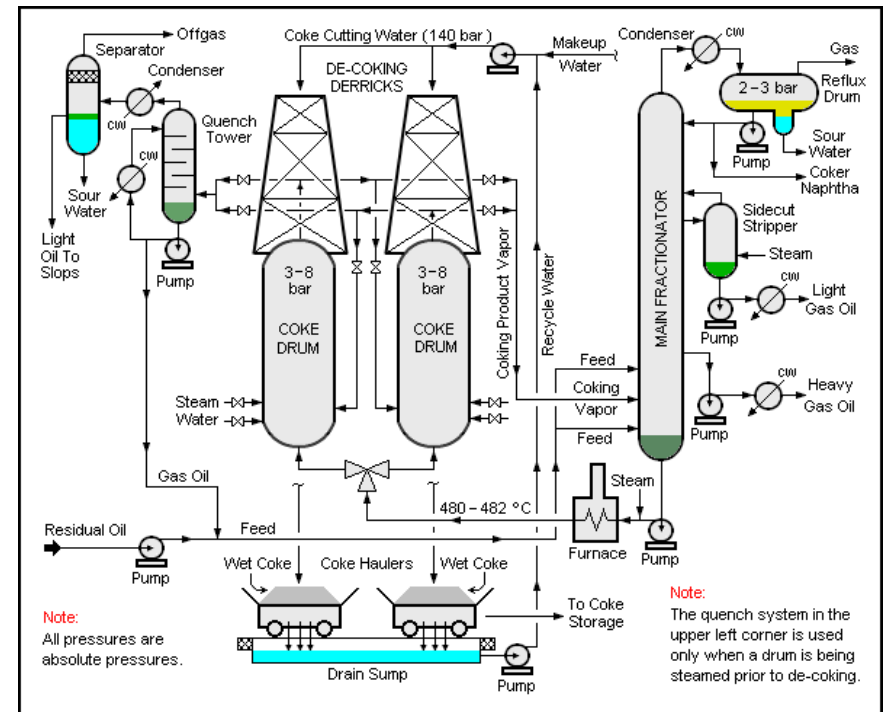 Offgas
Separator
Condenser
CW
Quench
Tower
CW
Sour
Water
Light
Oil To
Slops
Pump
Coke Cutting Water (140 bar )
DE-COKING
DERRICKS
Makeup
Water
Condenser
CW
Gas
2-3 bar
Reflux
Drum
Pump
Sour
Water
Coker
Naphtha
MAIN FRACTIONATOR
Sidecut
Stripper
Steam
CW
Light
Gas Oil
Pump
CW
Heavy
Gas Oil
Pump
3-8
bar
COKE
DRUM
3-8
bar
COKE
DRUM
Coking Product Vapor
Recycle Water
Feed
Coking
Vapor
Feed
Steam
Water
Gas Oil
480-482 °C
Steam
Furnace
Pump
Residual Oil
Pump
Feed
Wet Coke
Coke Haulers
Wet Coke
To Coke
Storage
Drain Sump
Pump
Note:
All pressures are
absolute pressures.
Note:
The quench system in the
upper left corner is used
only when a drum is being
steamed prior to de-coking.